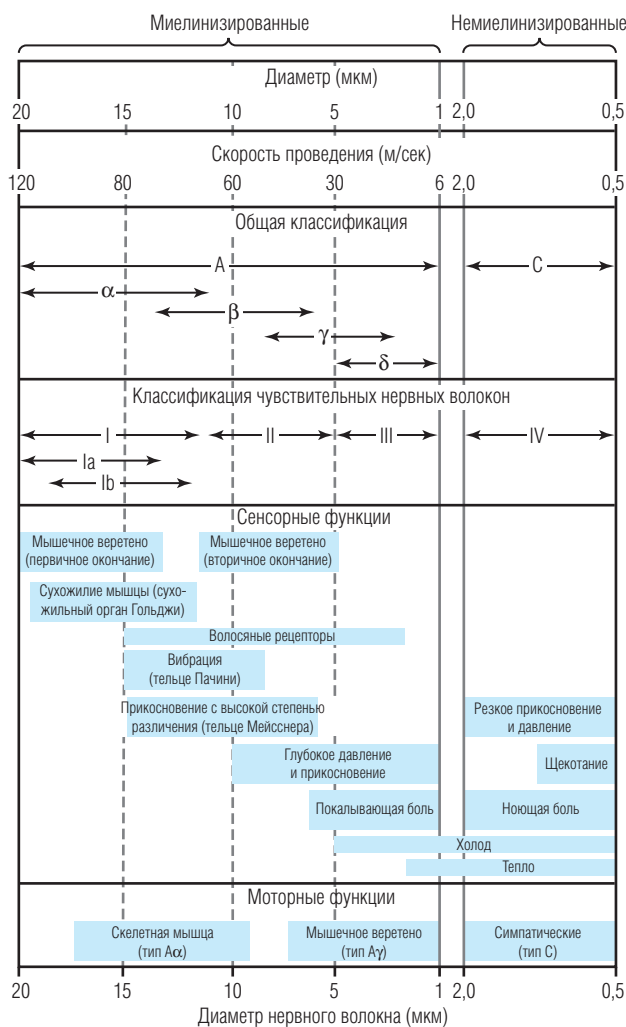 Миелинизированные Немиелинизированные
Диаметр (мкм)
20 15 10 5 1 2,0 0,5
Скорость проведения (м/сек)
120 80 60 30 6 2,0 0,5
Общая классификация
A C
α
β
γ
δ
Классификация чувствительных нервных волокон
I II III IV
Ia
Ib
Сенсорные функции
Мышечное веретено
(первичное окончание)
Мышечное веретено
(вторичное окончание)
Сухожилие мышцы (сухо-
жильный орган Гольджи)
Волосяные рецепторы
Вибрация
(тельце Пачини)
Прикосновение с высокой степенью
различения (тельце Мейсснера)
Резкое прикосновение
и давление
Глубокое давление
и прикосновение
Щекотание
Покалывающая боль
Ноющая боль
Холод
Тепло
Моторные функции
Скелетная мышца
(тип Aα)
Мышечное веретено
(тип Aγ)
Симпатические
(тип C)
20 15 10 5 1 2,0 0,5
Диаметр нервного волокна (мкм)